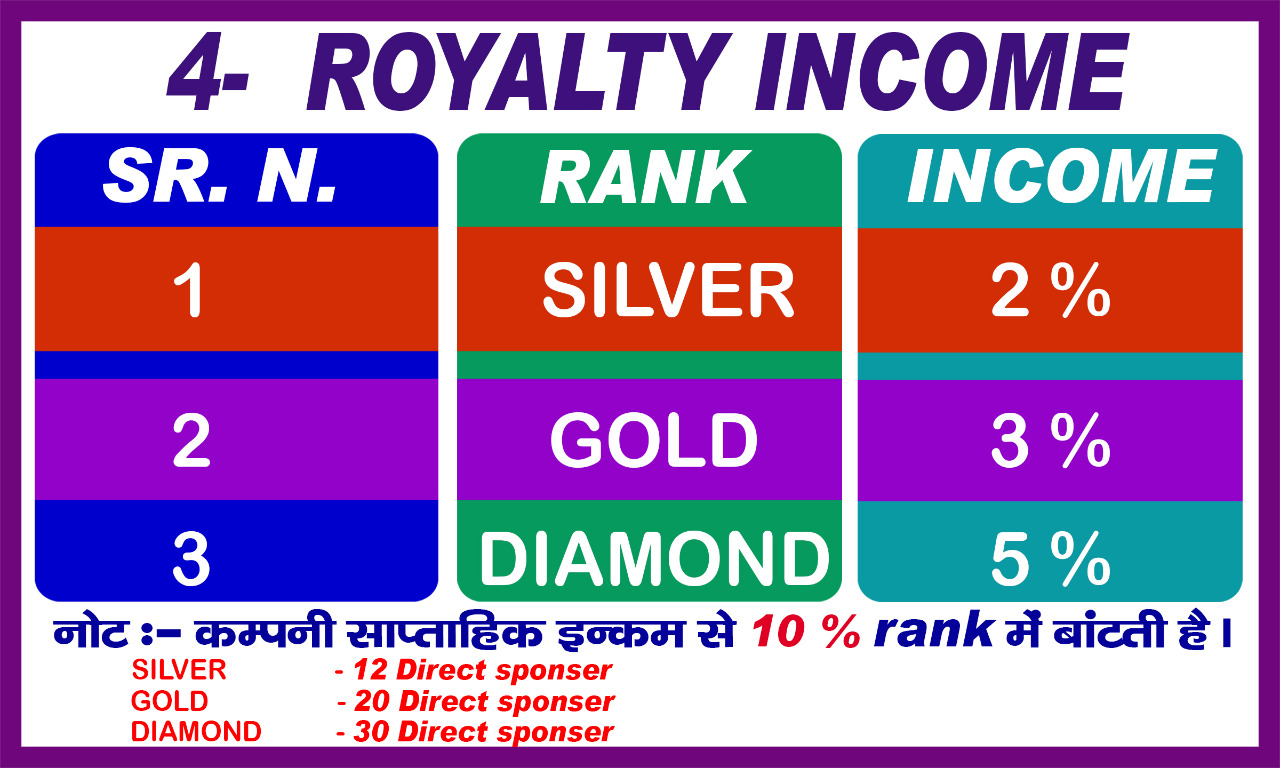 4- ROYALTY INCOME
SR. N. RANK INCOME
1 SILVER 2 %
2 GOLD 3 %
3 DIAMOND 5 %
नोट :- कम्पनी साप्ताहिक इन्कम से 10 % rank में बांटती है।
SILVER - 12 Direct sponser
GOLD - 20 Direct sponser
DIAMOND - 30 Direct sponser